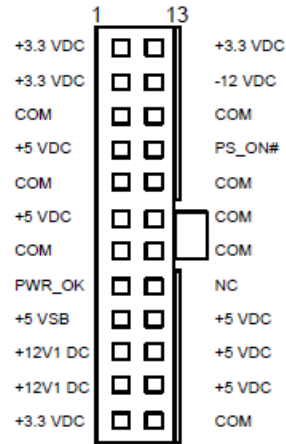 1 13
+3.3 VDC +3.3 VDC
+3.3 VDC -12 VDC
COM COM
+5 VDC PS_ON#
COM COM
+5 VDC COM
COM COM
PWR_OK NC
+5 VSB +5 VDC
+12V1 DC +5 VDC
+12V1 DC +5 VDC
+3.3 VDC COM